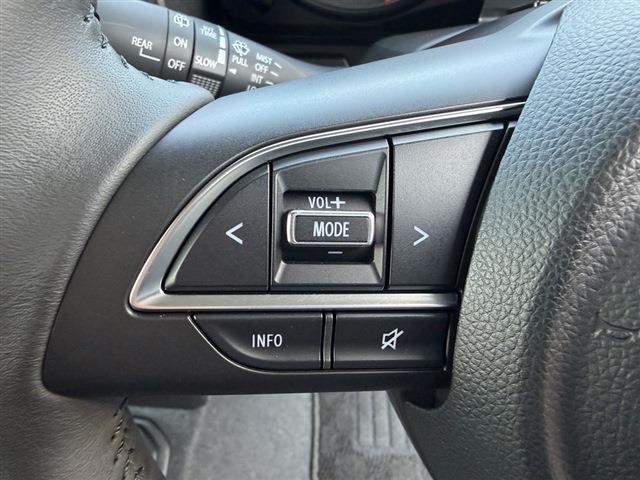 REAR
ON
OFF
SLOW
PULL
MIST
OFF
INT
VOL+
MODE
−
<
>
INFO